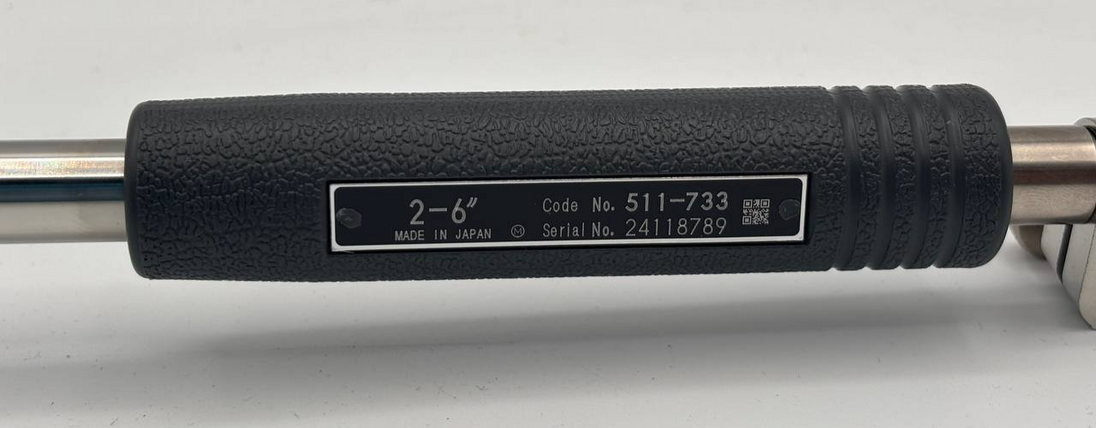 2-6″
MADE IN JAPAN Ⓜ
Code No. 511-733
Serial No. 24118789